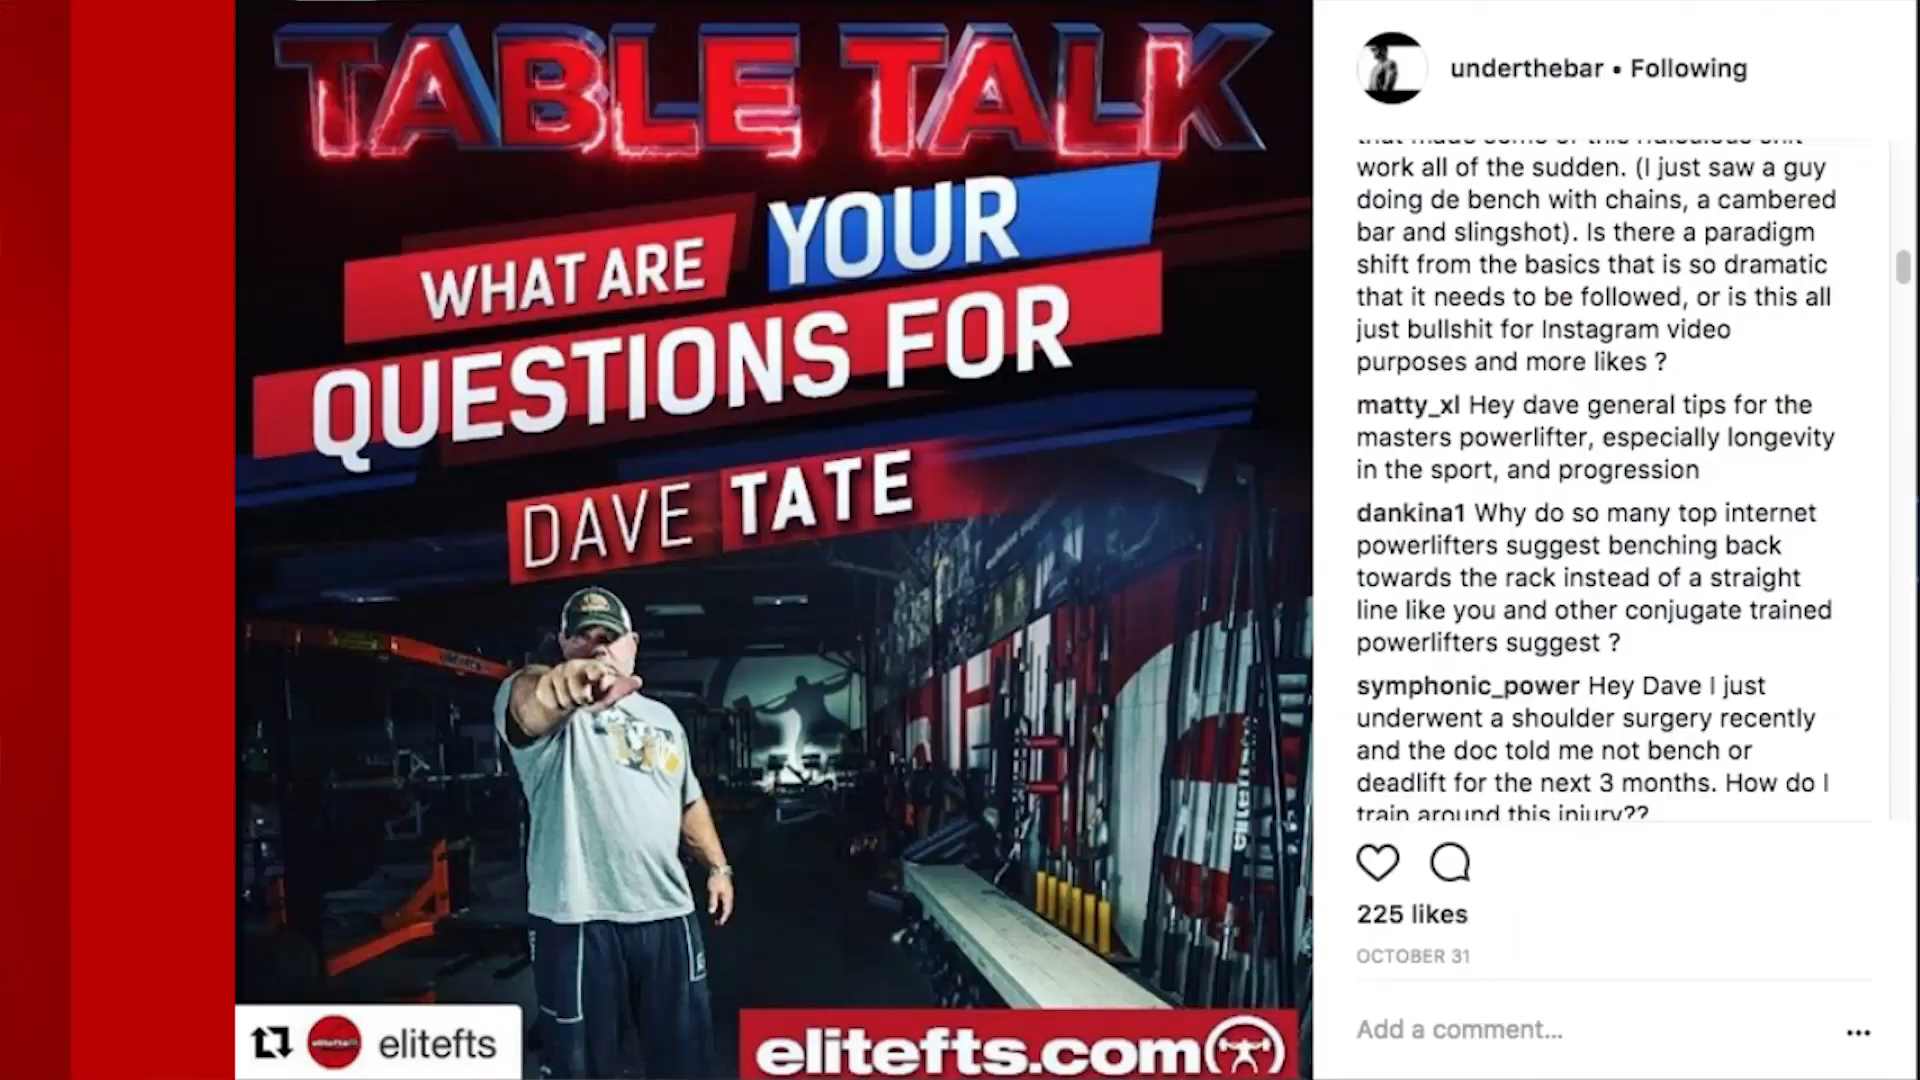 TABLE TALK
WHAT ARE YOUR
QUESTIONS FOR
DAVE TATE
elitefts
elitefts.com
underthebar • Following
that made some of this ridiculous shit
work all of the sudden. (I just saw a guy
doing de bench with chains, a cambered
bar and slingshot). Is there a paradigm
shift from the basics that is so dramatic
that it needs to be followed, or is this all
just bullshit for Instagram video
purposes and more likes ?
matty_xl Hey dave general tips for the
masters powerlifter, especially longevity
in the sport, and progression
dankina1 Why do so many top internet
powerlifters suggest benching back
towards the rack instead of a straight
line like you and other conjugate trained
powerlifters suggest ?
symphonic_power Hey Dave I just
underwent a shoulder surgery recently
and the doc told me not bench or
deadlift for the next 3 months. How do I
train around this injury??
225 likes
OCTOBER 31
Add a comment...